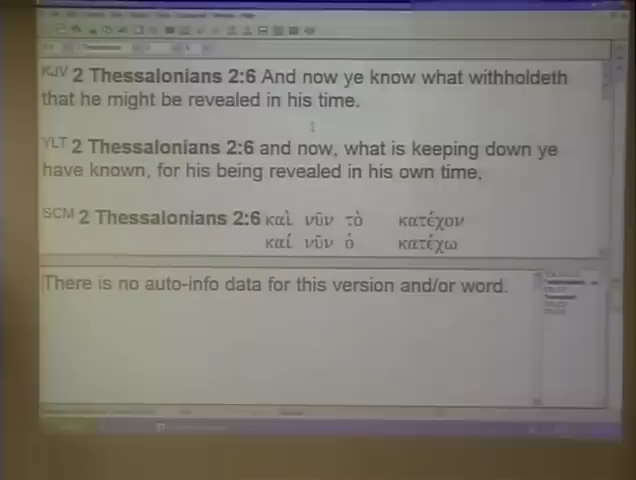 KJV 2 Thessalonians 2:6 And now ye know what withholdeth
that he might be revealed in his time.
YLT 2 Thessalonians 2:6 and now, what is keeping down ye
have known, for his being revealed in his own time,
SCM 2 Thessalonians 2:6 καὶ νῦν τὸ κατέχον
καί νῦν ὁ κατέχω
There is no auto-info data for this version and/or word.